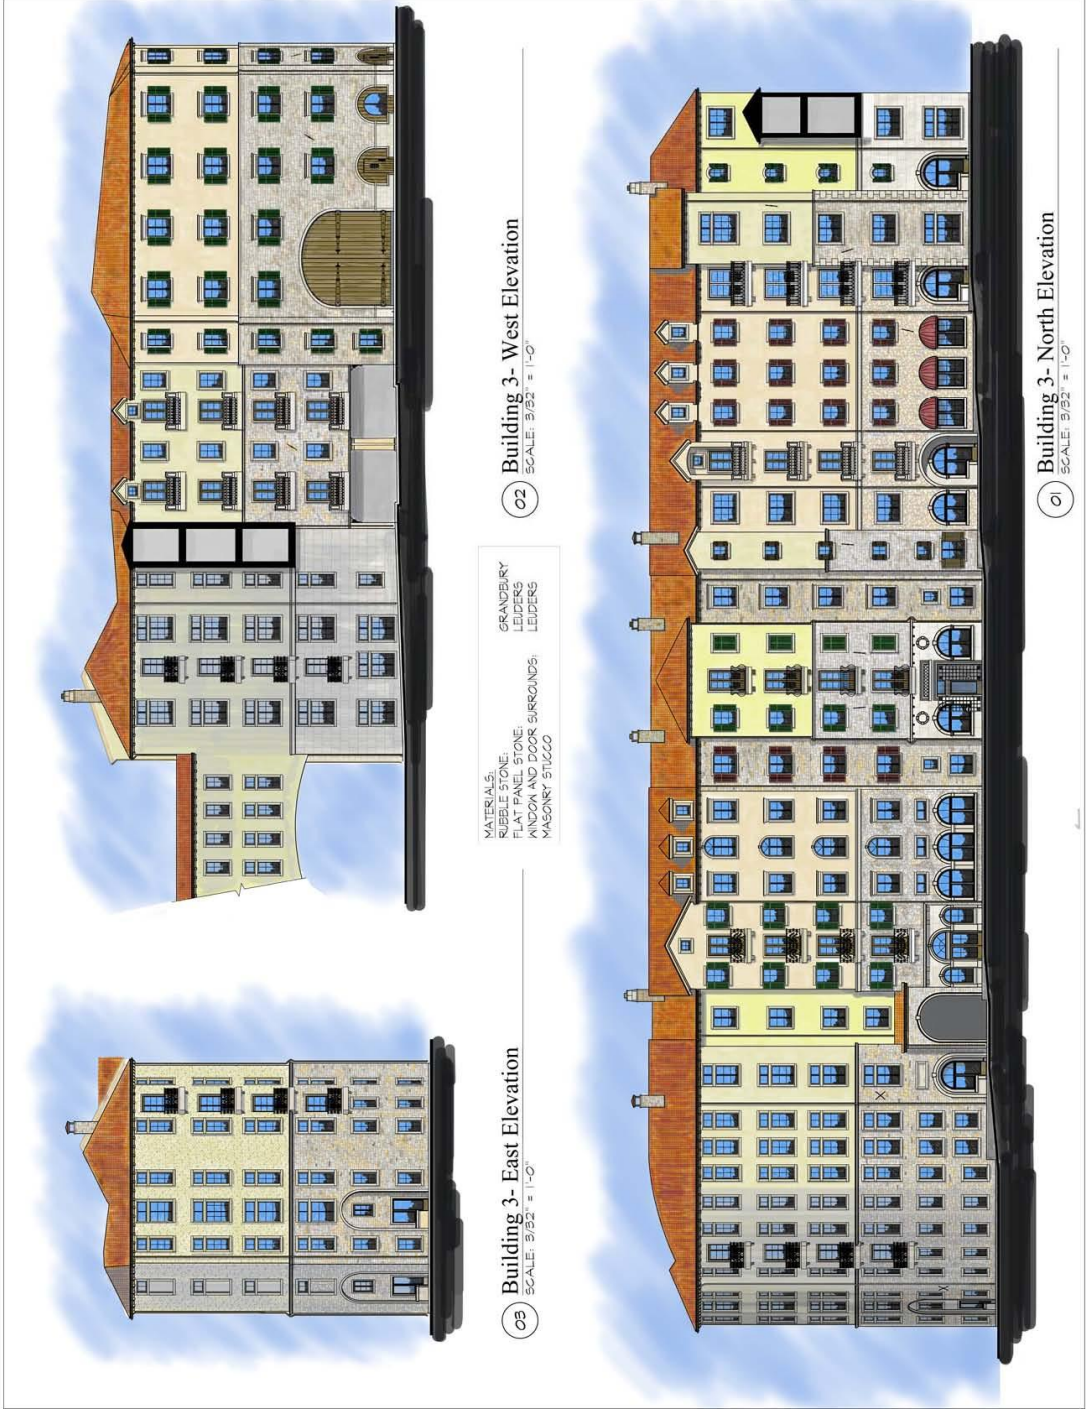 02
Building 3- West Elevation
SCALE: 3/32" = 1'-0"
MATERIALS:
RUBBLE STONE: GRANDBURY
FLAT PANEL STONE: LEUDERS
WINDOW AND DOOR SURROUNDS: LEUDERS
MASONRY STUCCO
03
Building 3- East Elevation
SCALE: 3/32" = 1'-0"
01
Building 3- North Elevation
SCALE: 3/32" = 1'-0"